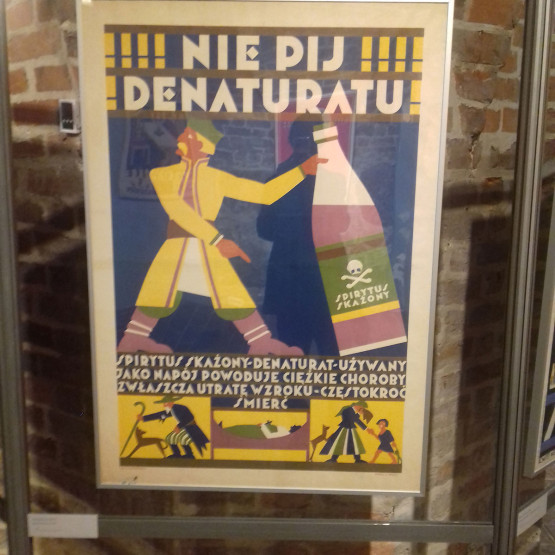 NIE PIJ
DENATURATU
SPIRYTUS
SKAŻONY
SPIRYTUS SKAŻONY-DENATURAT-UŻYWANY
JAKO NAPÓJ POWODUJE CIĘŻKIE CHOROBY
ZWŁASZCZA UTRATĘ WZROKU-CZĘSTOKROĆ
ŚMIERĆ